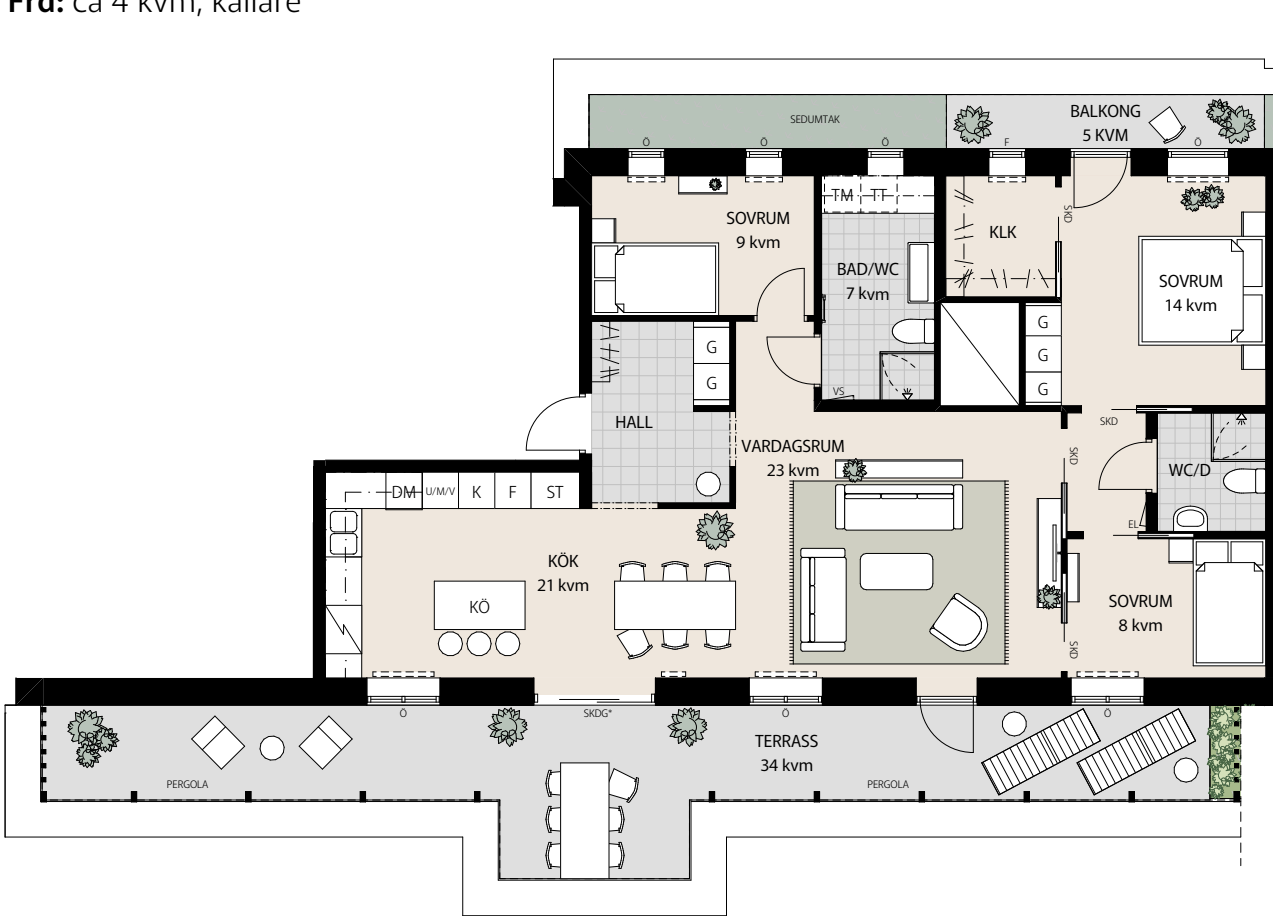 Frd: ca 4 kvm, källare
SEDUMTAK
BALKONG
5 KVM
Ö
Ö
Ö
F
Ö
TM
TT
SOVRUM
9 kvm
SKD
KLK
BAD/WC
7 kvm
SOVRUM
14 kvm
G
G
G
G
G
VS
HALL
SKD
VARDAGSRUM
23 kvm
SKD
WC/D
DM
U/M/V
K
F
ST
EL
KÖK
21 kvm
KÖ
SOVRUM
8 kvm
SKD
Ö
SKDG*
Ö
Ö
TERRASS
34 kvm
PERGOLA
PERGOLA